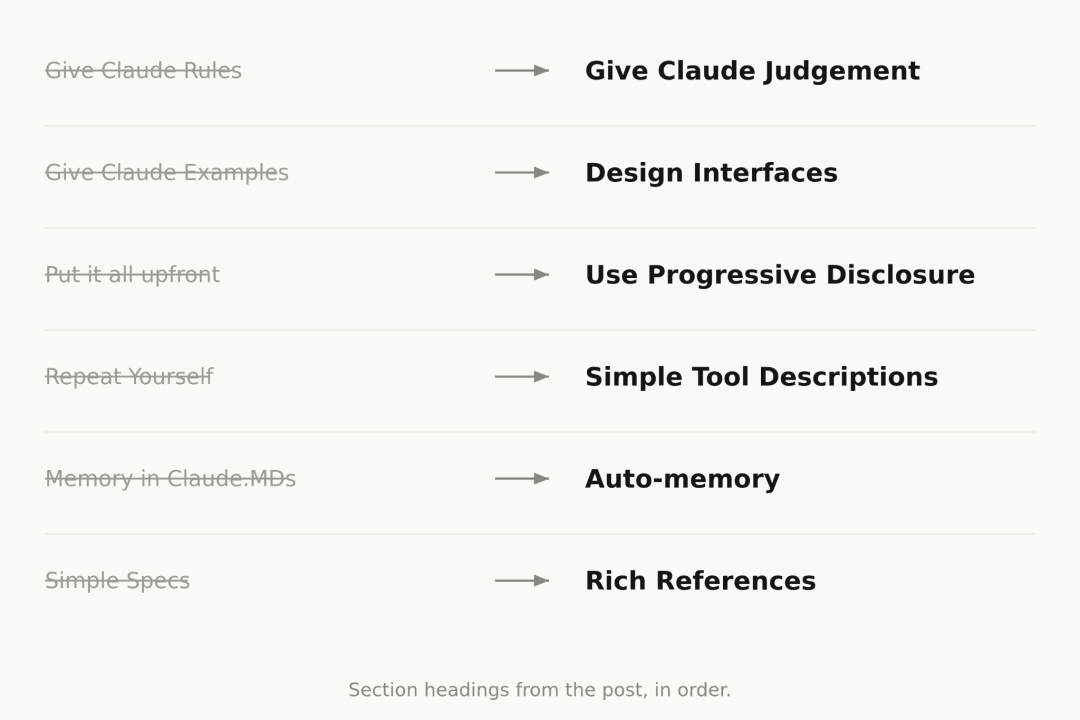 Give Claude Rules → Give Claude Judgement
Give Claude Examples → Design Interfaces
Put it all upfront → Use Progressive Disclosure
Repeat Yourself → Simple Tool Descriptions
Memory in Claude.MDs → Auto-memory
Simple Specs → Rich References
Section headings from the post, in order.